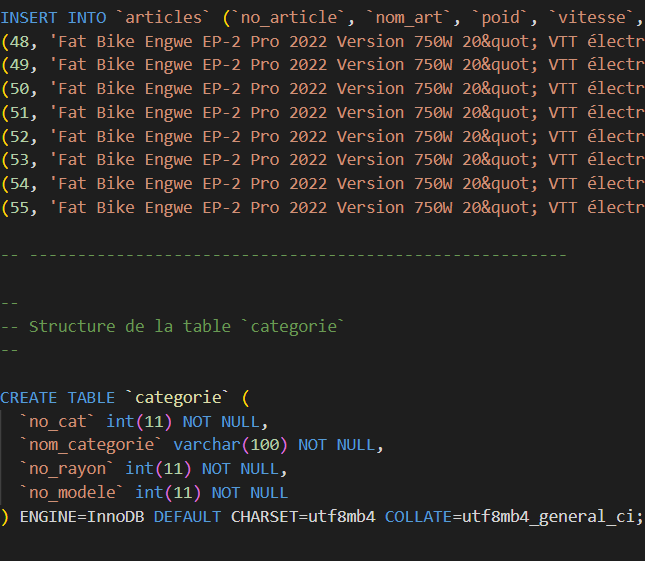 INSERT INTO `articles` (`no_article`, `nom_art`, `poid`, `vitesse`,
(48, 'Fat Bike Engwe EP-2 Pro 2022 Version 750W 20&quot; VTT électr
(49, 'Fat Bike Engwe EP-2 Pro 2022 Version 750W 20&quot; VTT électr
(50, 'Fat Bike Engwe EP-2 Pro 2022 Version 750W 20&quot; VTT électr
(51, 'Fat Bike Engwe EP-2 Pro 2022 Version 750W 20&quot; VTT électr
(52, 'Fat Bike Engwe EP-2 Pro 2022 Version 750W 20&quot; VTT électr
(53, 'Fat Bike Engwe EP-2 Pro 2022 Version 750W 20&quot; VTT électr
(54, 'Fat Bike Engwe EP-2 Pro 2022 Version 750W 20&quot; VTT électr
(55, 'Fat Bike Engwe EP-2 Pro 2022 Version 750W 20&quot; VTT électr
-- --------------------------------------------------------
--
-- Structure de la table `categorie`
--
CREATE TABLE `categorie` (
  `no_cat` int(11) NOT NULL,
  `nom_categorie` varchar(100) NOT NULL,
  `no_rayon` int(11) NOT NULL,
  `no_modele` int(11) NOT NULL
) ENGINE=InnoDB DEFAULT CHARSET=utf8mb4 COLLATE=utf8mb4_general_ci;